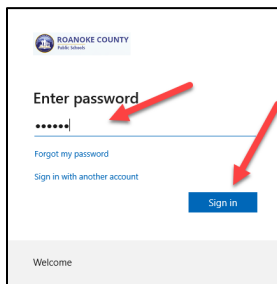 ROANOKE COUNTY
Public Schools
Enter password
••••••
Forgot my password
Sign in with another account
Sign in
Welcome